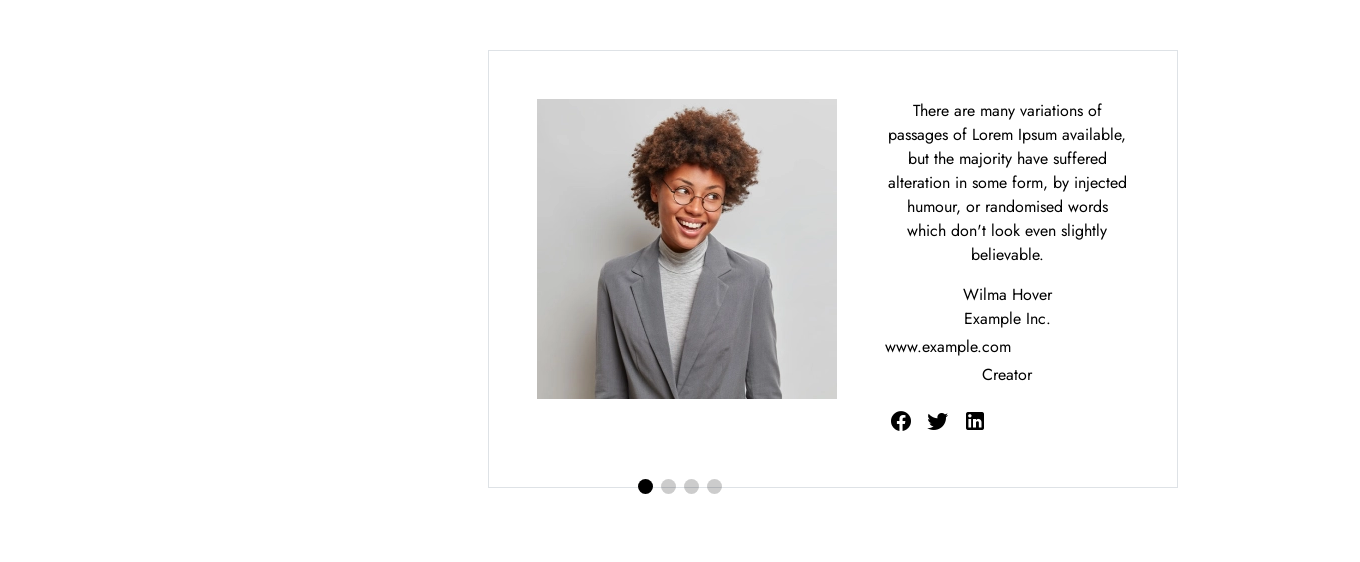 There are many variations of
passages of Lorem Ipsum available,
but the majority have suffered
alteration in some form, by injected
humour, or randomised words
which don't look even slightly
believable.
Wilma Hover
Example Inc.
www.example.com
Creator